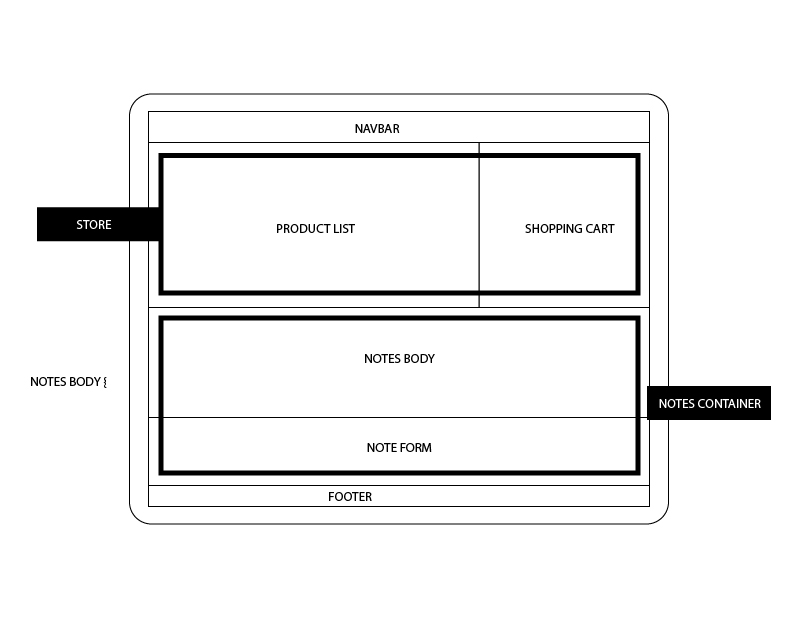 NAVBAR
STORE
PRODUCT LIST
SHOPPING CART
NOTES BODY
NOTES BODY {
NOTES CONTAINER
NOTE FORM
FOOTER